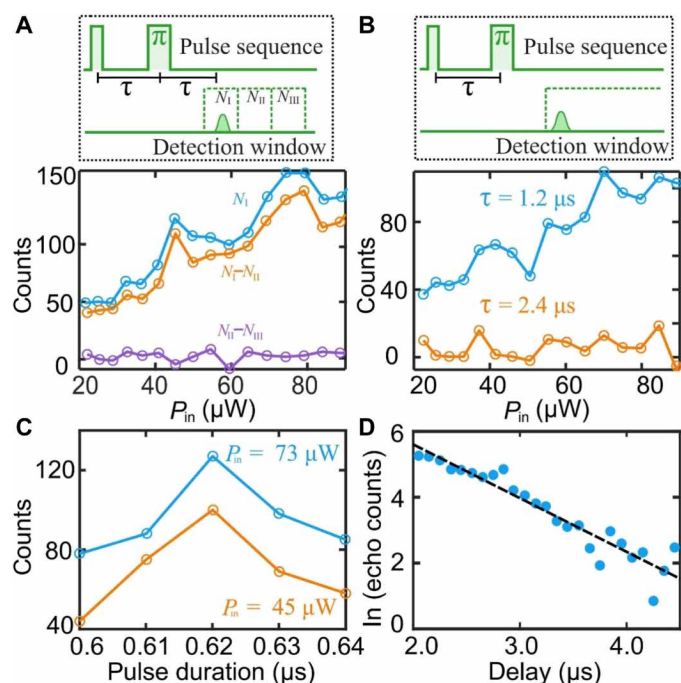 A
π
Pulse sequence
τ
τ
N_I N_II N_III
Detection window
150
100
50
0
Counts
N_I
N_I–N_II
N_II–N_III
20 40 60 80
P_in (µW)
B
π
Pulse sequence
τ
Detection window
80
40
0
Counts
τ = 1.2 µs
τ = 2.4 µs
20 40 60 80
P_in (µW)
C
120
80
40
Counts
P_in = 73 µW
P_in = 45 µW
0.6 0.61 0.62 0.63 0.64
Pulse duration (µs)
D
6
4
2
0
ln (echo counts)
2.0 3.0 4.0
Delay (µs)